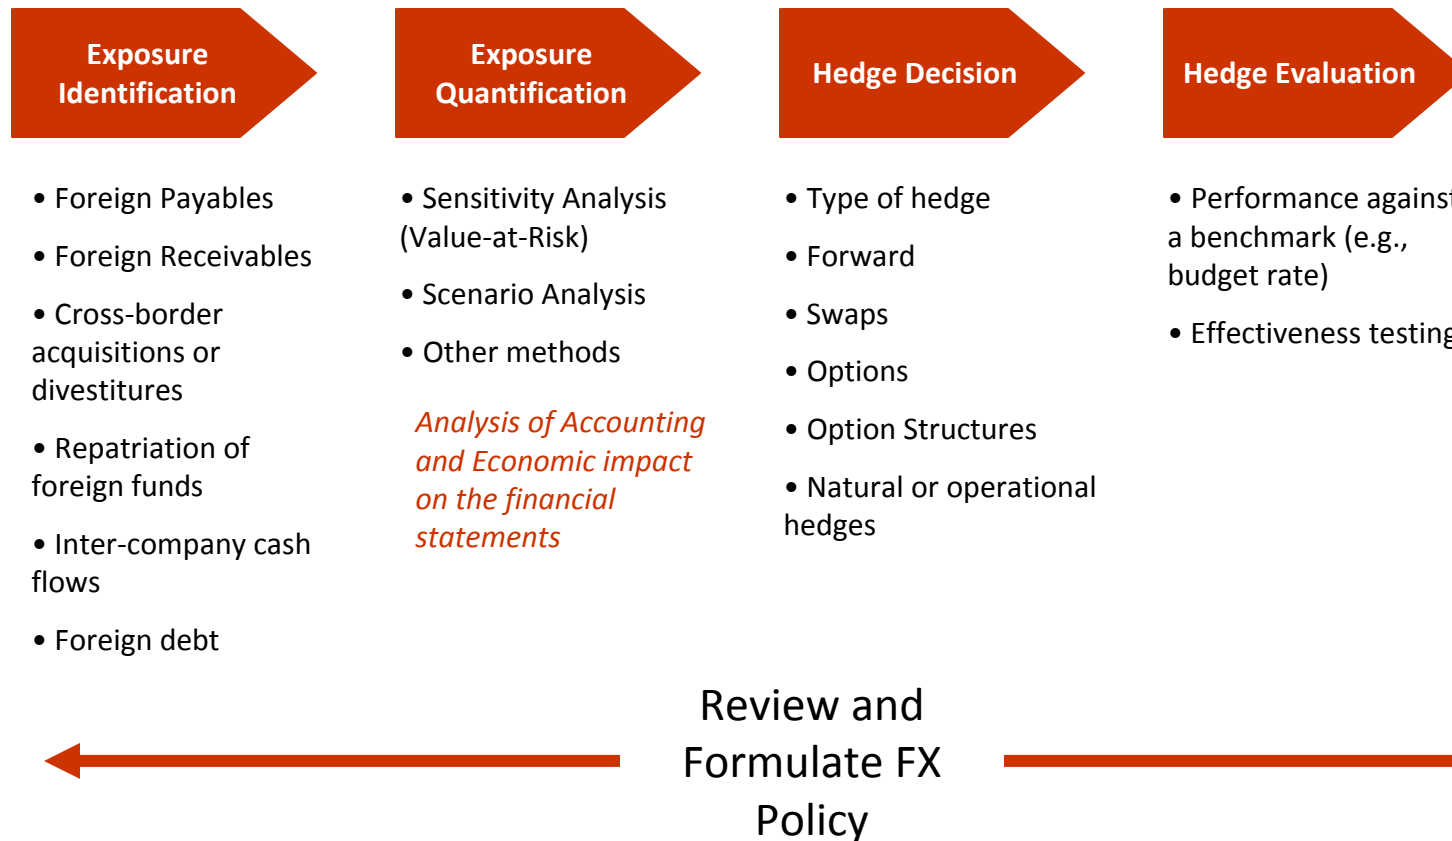 Exposure
Identification
• Foreign Payables
• Foreign Receivables
• Cross-border
acquisitions or
divestitures
• Repatriation of
foreign funds
• Inter-company cash
flows
• Foreign debt
Exposure
Quantification
• Sensitivity Analysis
(Value-at-Risk)
• Scenario Analysis
• Other methods
Analysis of Accounting
and Economic impact
on the financial
statements
Hedge Decision
• Type of hedge
• Forward
• Swaps
• Options
• Option Structures
• Natural or operational
hedges
Hedge Evaluation
• Performance against
a benchmark (e.g.,
budget rate)
• Effectiveness testing
Review and
Formulate FX
Policy